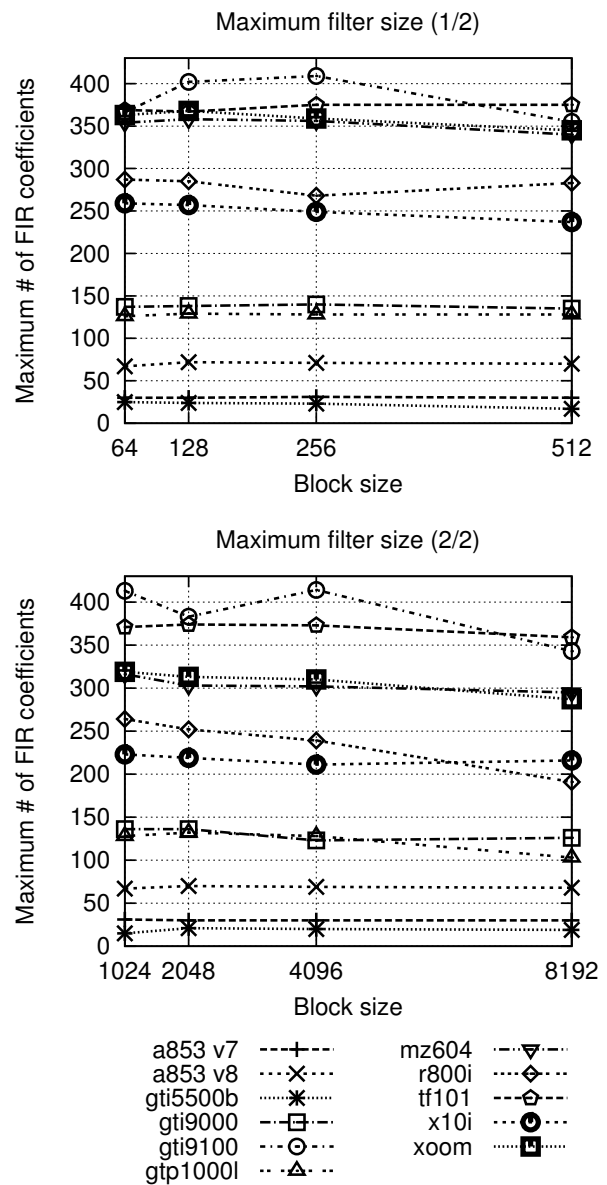 Maximum filter size (1/2)
Maximum # of FIR coefficients
400
350
300
250
200
150
100
50
0
64 128 256 512
Block size
Maximum filter size (2/2)
Maximum # of FIR coefficients
400
350
300
250
200
150
100
50
0
1024 2048 4096 8192
Block size
a853 v7
a853 v8
gti5500b
gti9000
gti9100
gtp1000l
mz604
r800i
tf101
x10i
xoom